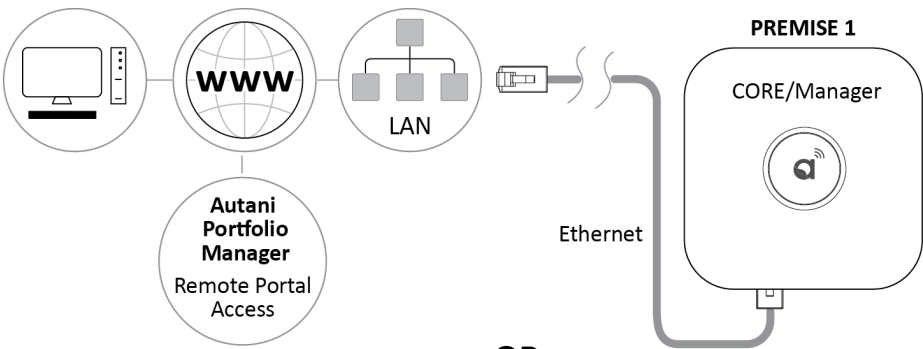 PREMISE 1
CORE/Manager
a
WWW
LAN
Ethernet
Autani
Portfolio
Manager
Remote Portal
Access